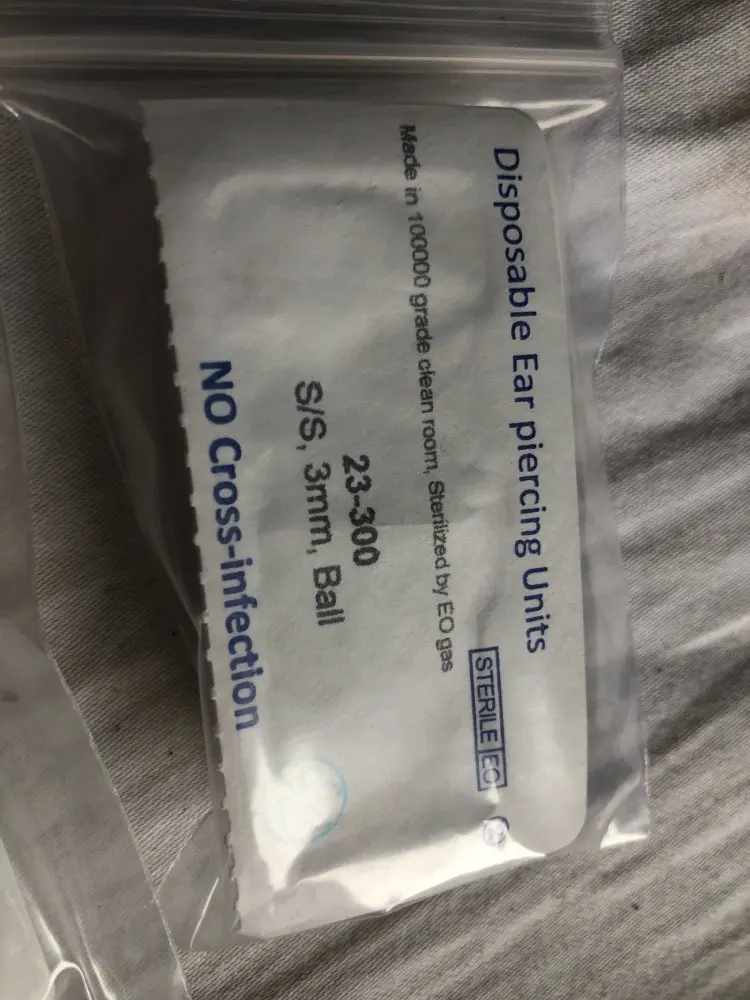 Disposable Ear piercing Units
STERILE EO
Made in 100000 grade clean room, Sterilized by EO gas
23-300
S/S, 3mm, Ball
NO Cross-infection